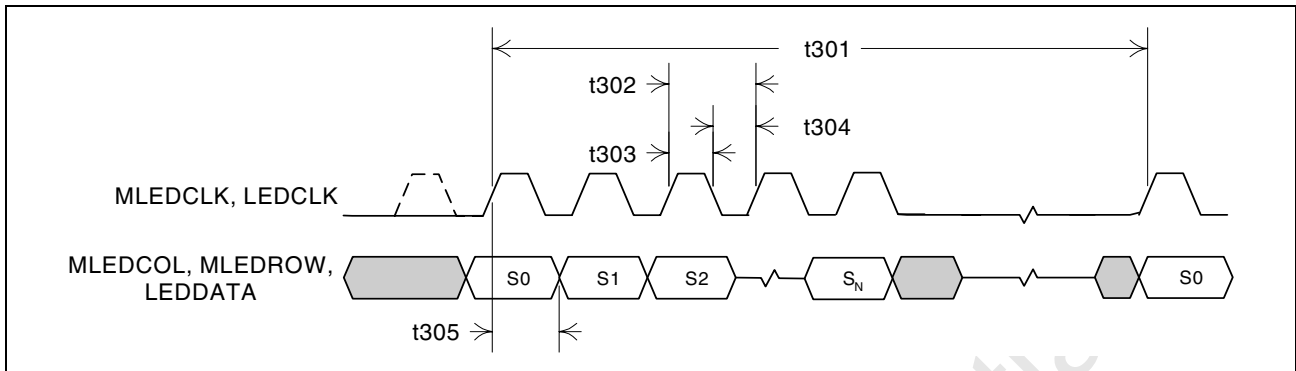 t301
t302
t304
t303
MLEDCLK, LEDCLK
MLEDCOL, MLEDROW,
LEDDATA
S0
S1
S2
SN
S0
t305